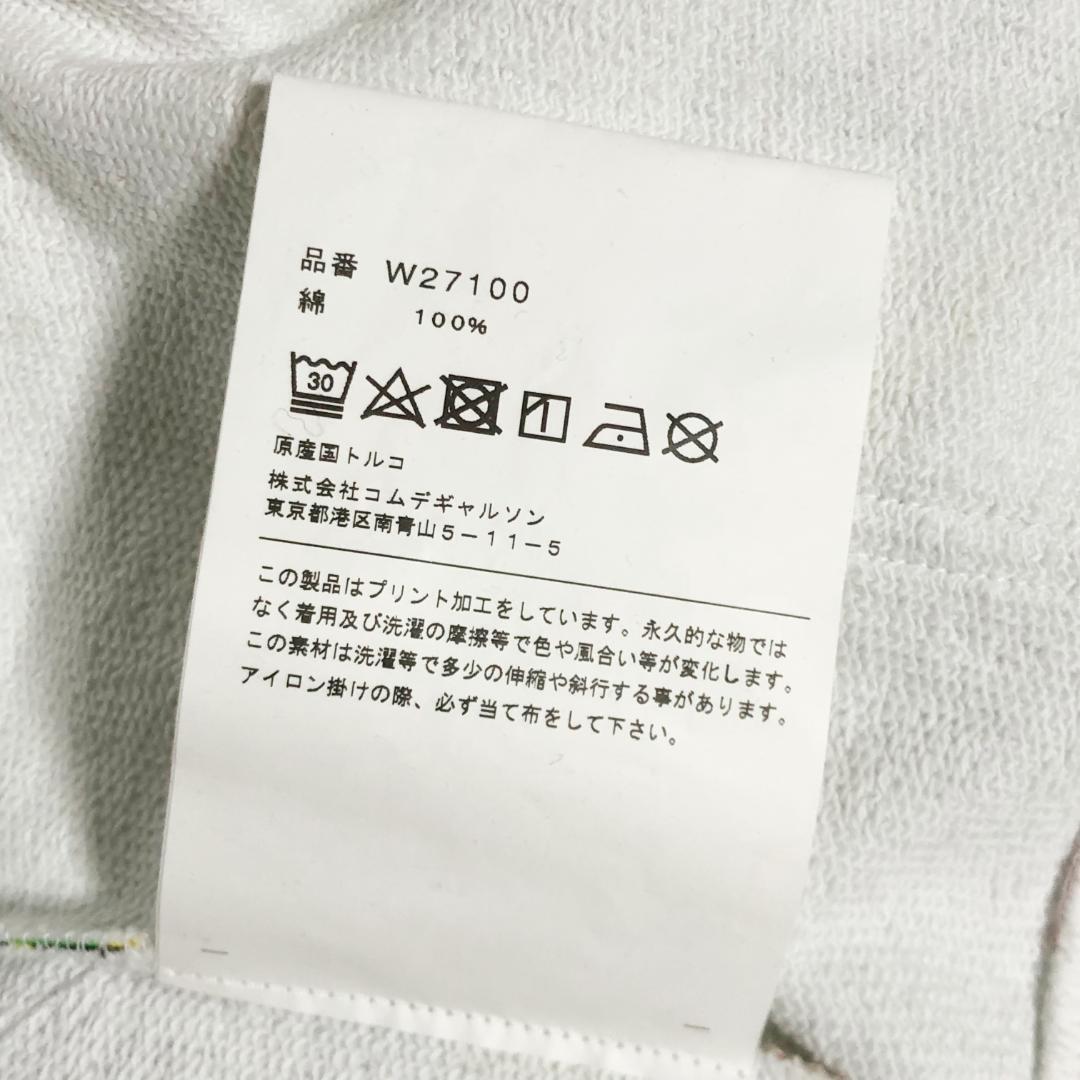 品番 W27100
綿 100%
30
原産国トルコ
株式会社コムデギャルソン
東京都港区南青山5-11-5
この製品はプリント加工をしています。永久的な物では
なく着用及び洗濯の摩擦等で色や風合い等が変化します。
この素材は洗濯等で多少の伸縮や斜行する事があります。
アイロン掛けの際、必ず当て布をして下さい。